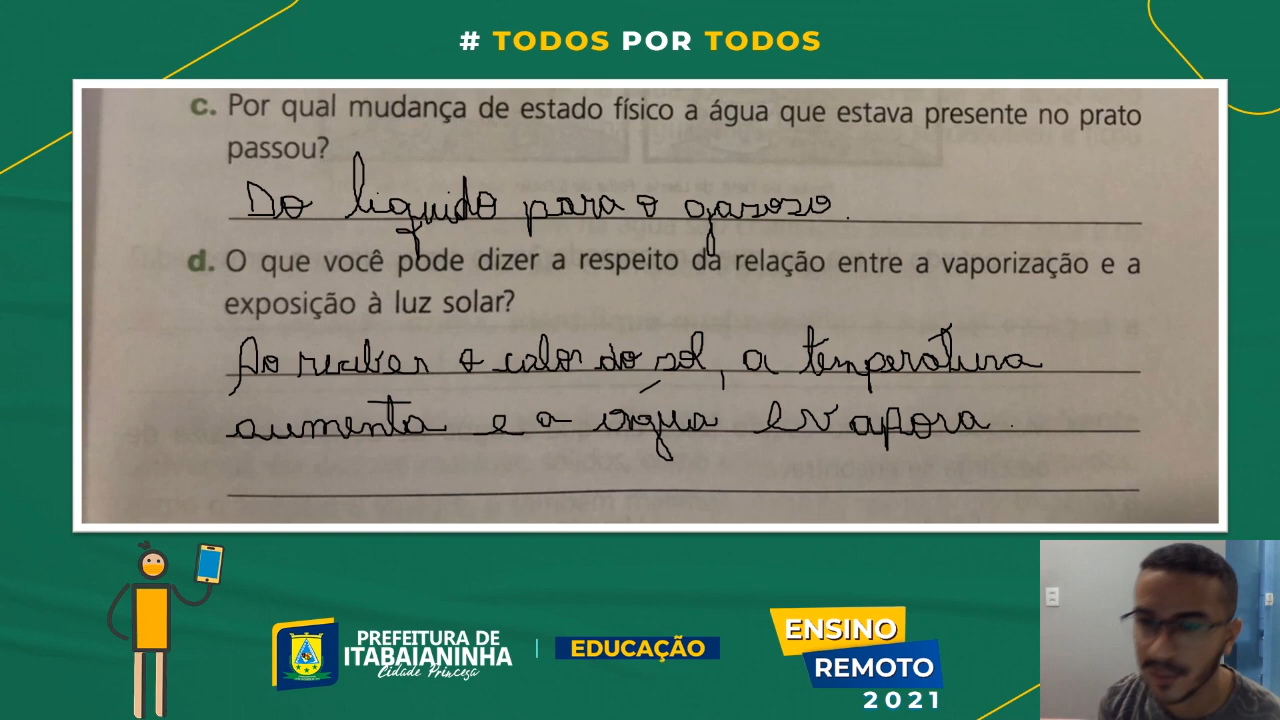 # TODOS POR TODOS
c. Por qual mudança de estado físico a água que estava presente no prato
passou?
Do líquido para o gasoso.
d. O que você pode dizer a respeito da relação entre a vaporização e a
exposição à luz solar?
Ao receber o calor do sol, a temperatura
aumenta e a água evapora.
PREFEITURA DE
ITABAIANINHA
Cidade Princesa
EDUCAÇÃO
ENSINO
REMOTO
2021